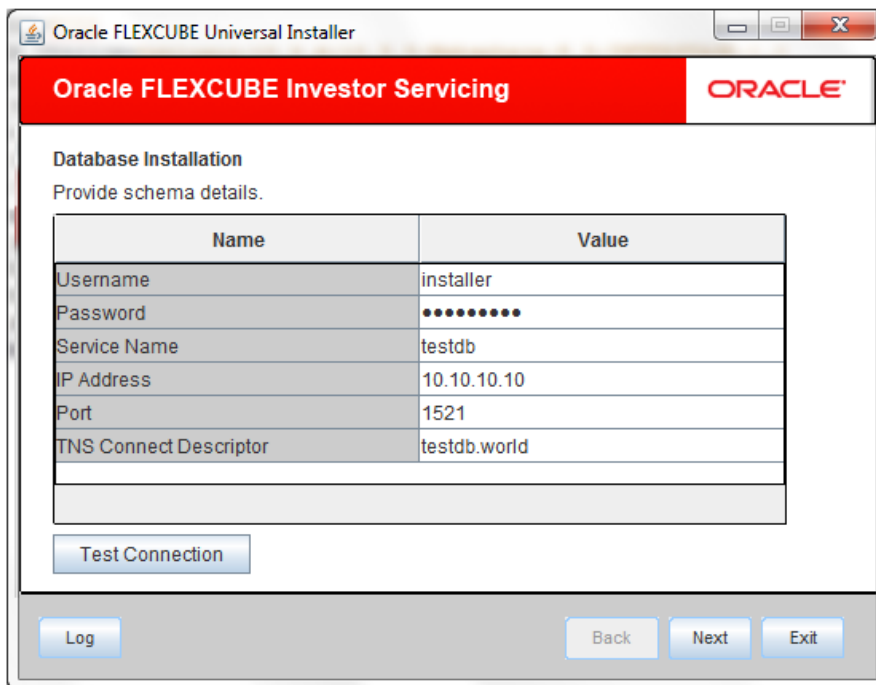 Oracle FLEXCUBE Universal Installer
Oracle FLEXCUBE Investor Servicing
ORACLE
Database Installation
Provide schema details.
Name Value
Username installer
Password •••••••••
Service Name testdb
IP Address 10.10.10.10
Port 1521
TNS Connect Descriptor testdb.world
Test Connection
Log Back Next Exit